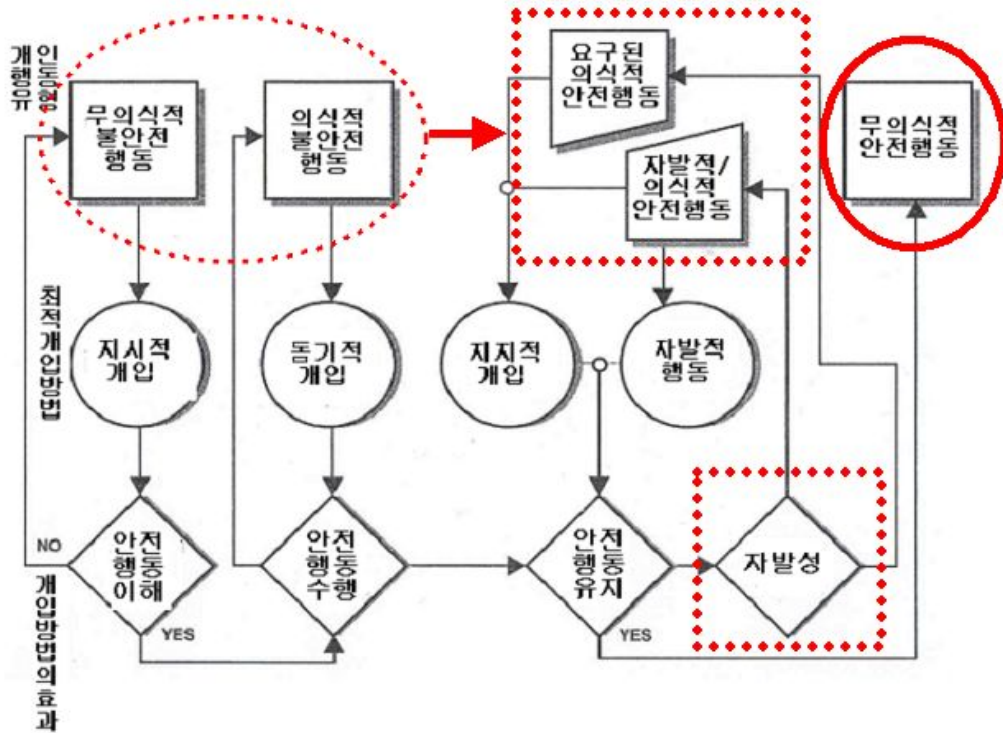 개인
행동
유형
무의식적
불안전
행동
의식적
불안전
행동
요구된
의식적
안전행동
자발적/
의식적
안전행동
무의식적
안전행동
최적개입방법
지시적
개입
돔기적
개입
지지적
개입
자발적
행동
개입방법의효과
NO
안전
행동
이해
YES
안전
행동
수행
안전
행동
유지
YES
자발성